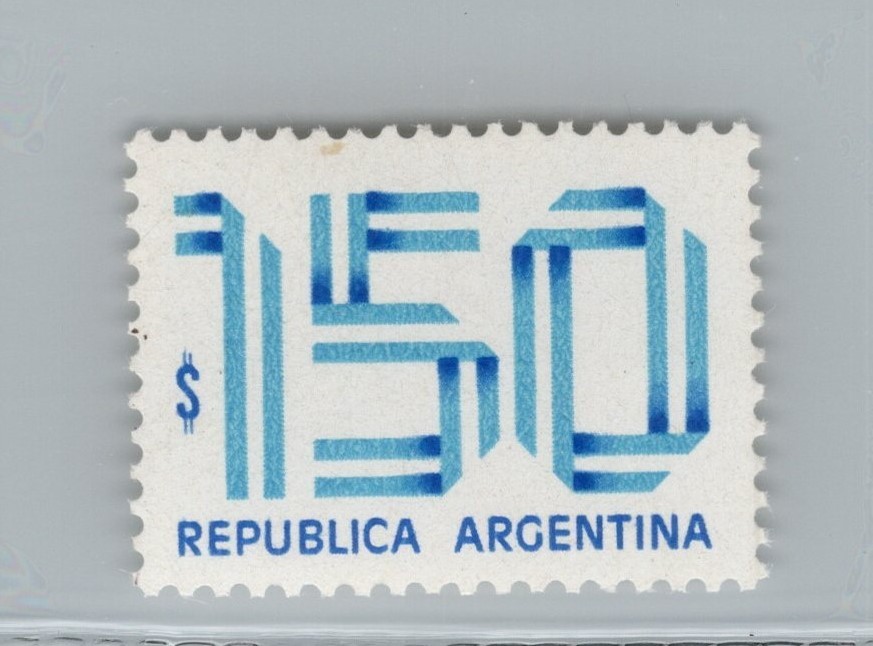 $ 150
REPUBLICA ARGENTINA